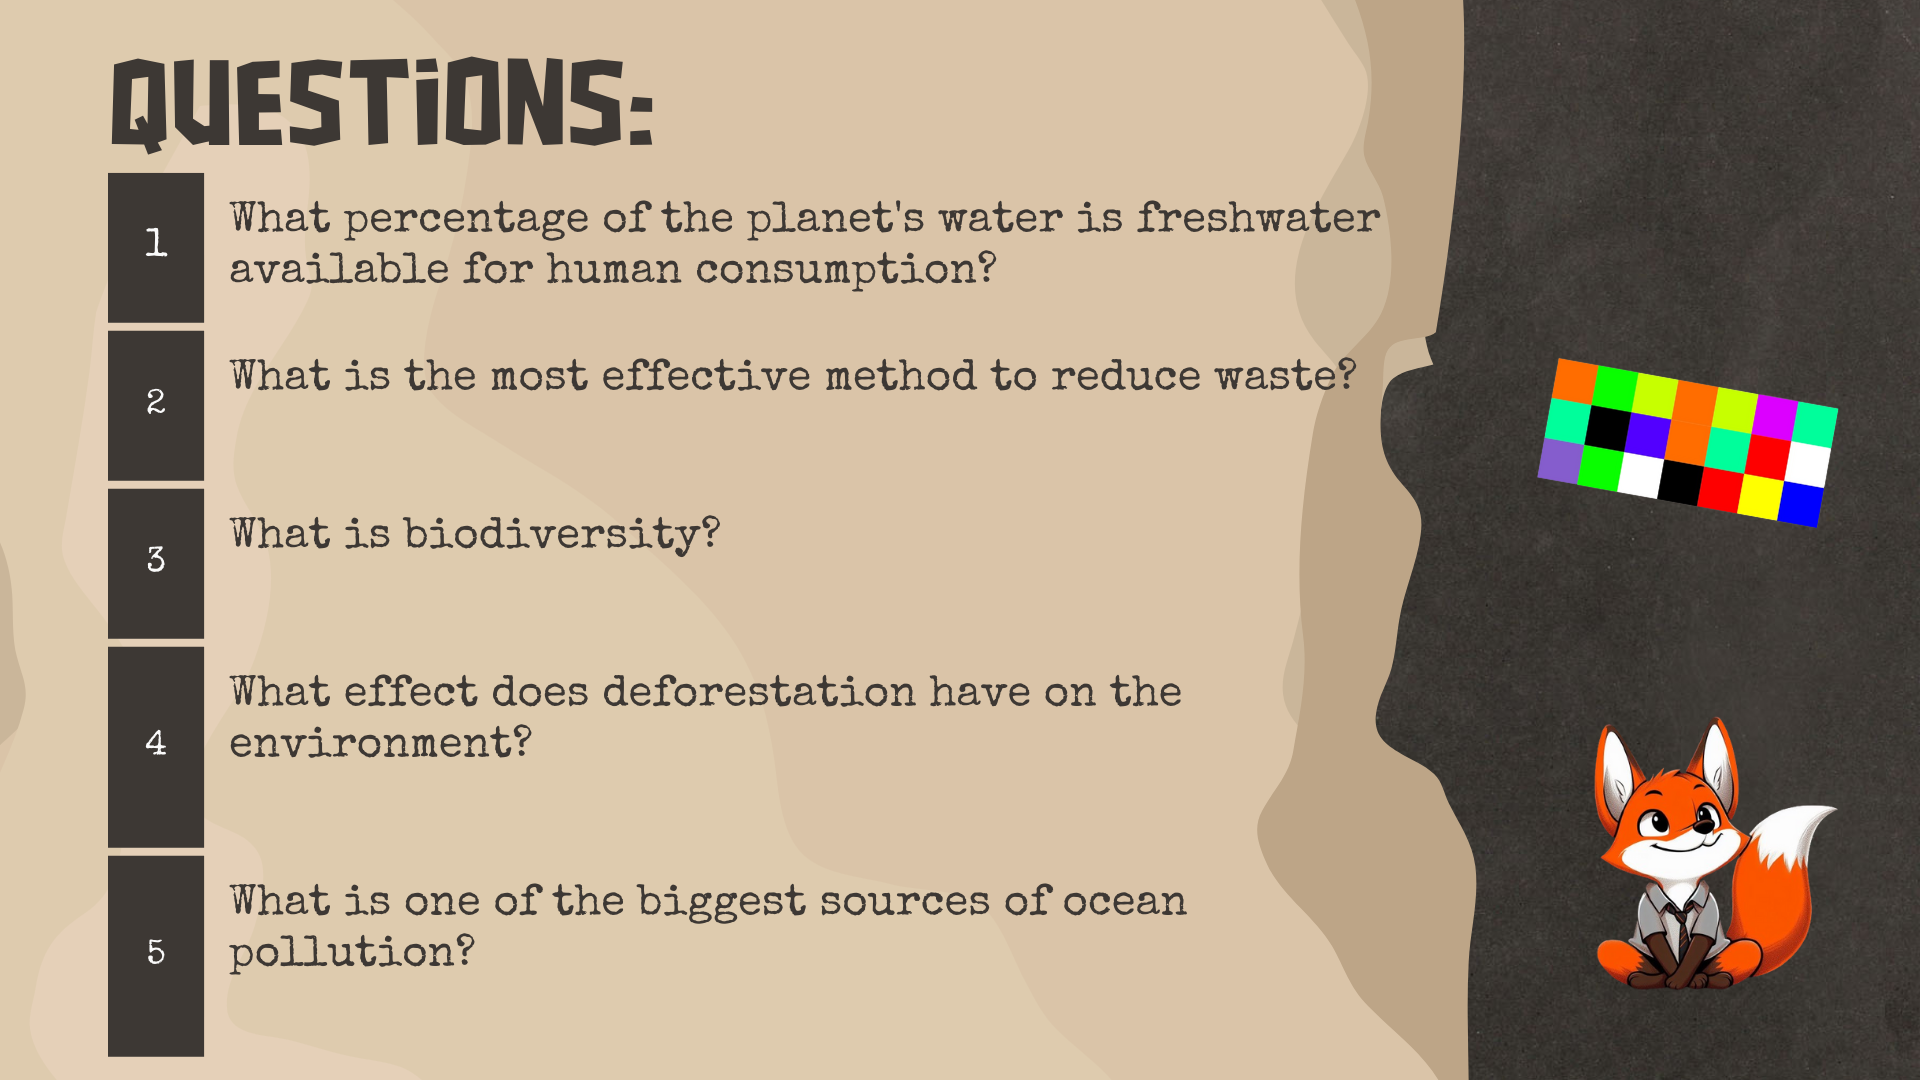 QUESTIONS:
1
What percentage of the planet's water is freshwater
available for human consumption?
2
What is the most effective method to reduce waste?
3
What is biodiversity?
4
What effect does deforestation have on the
environment?
5
What is one of the biggest sources of ocean
pollution?